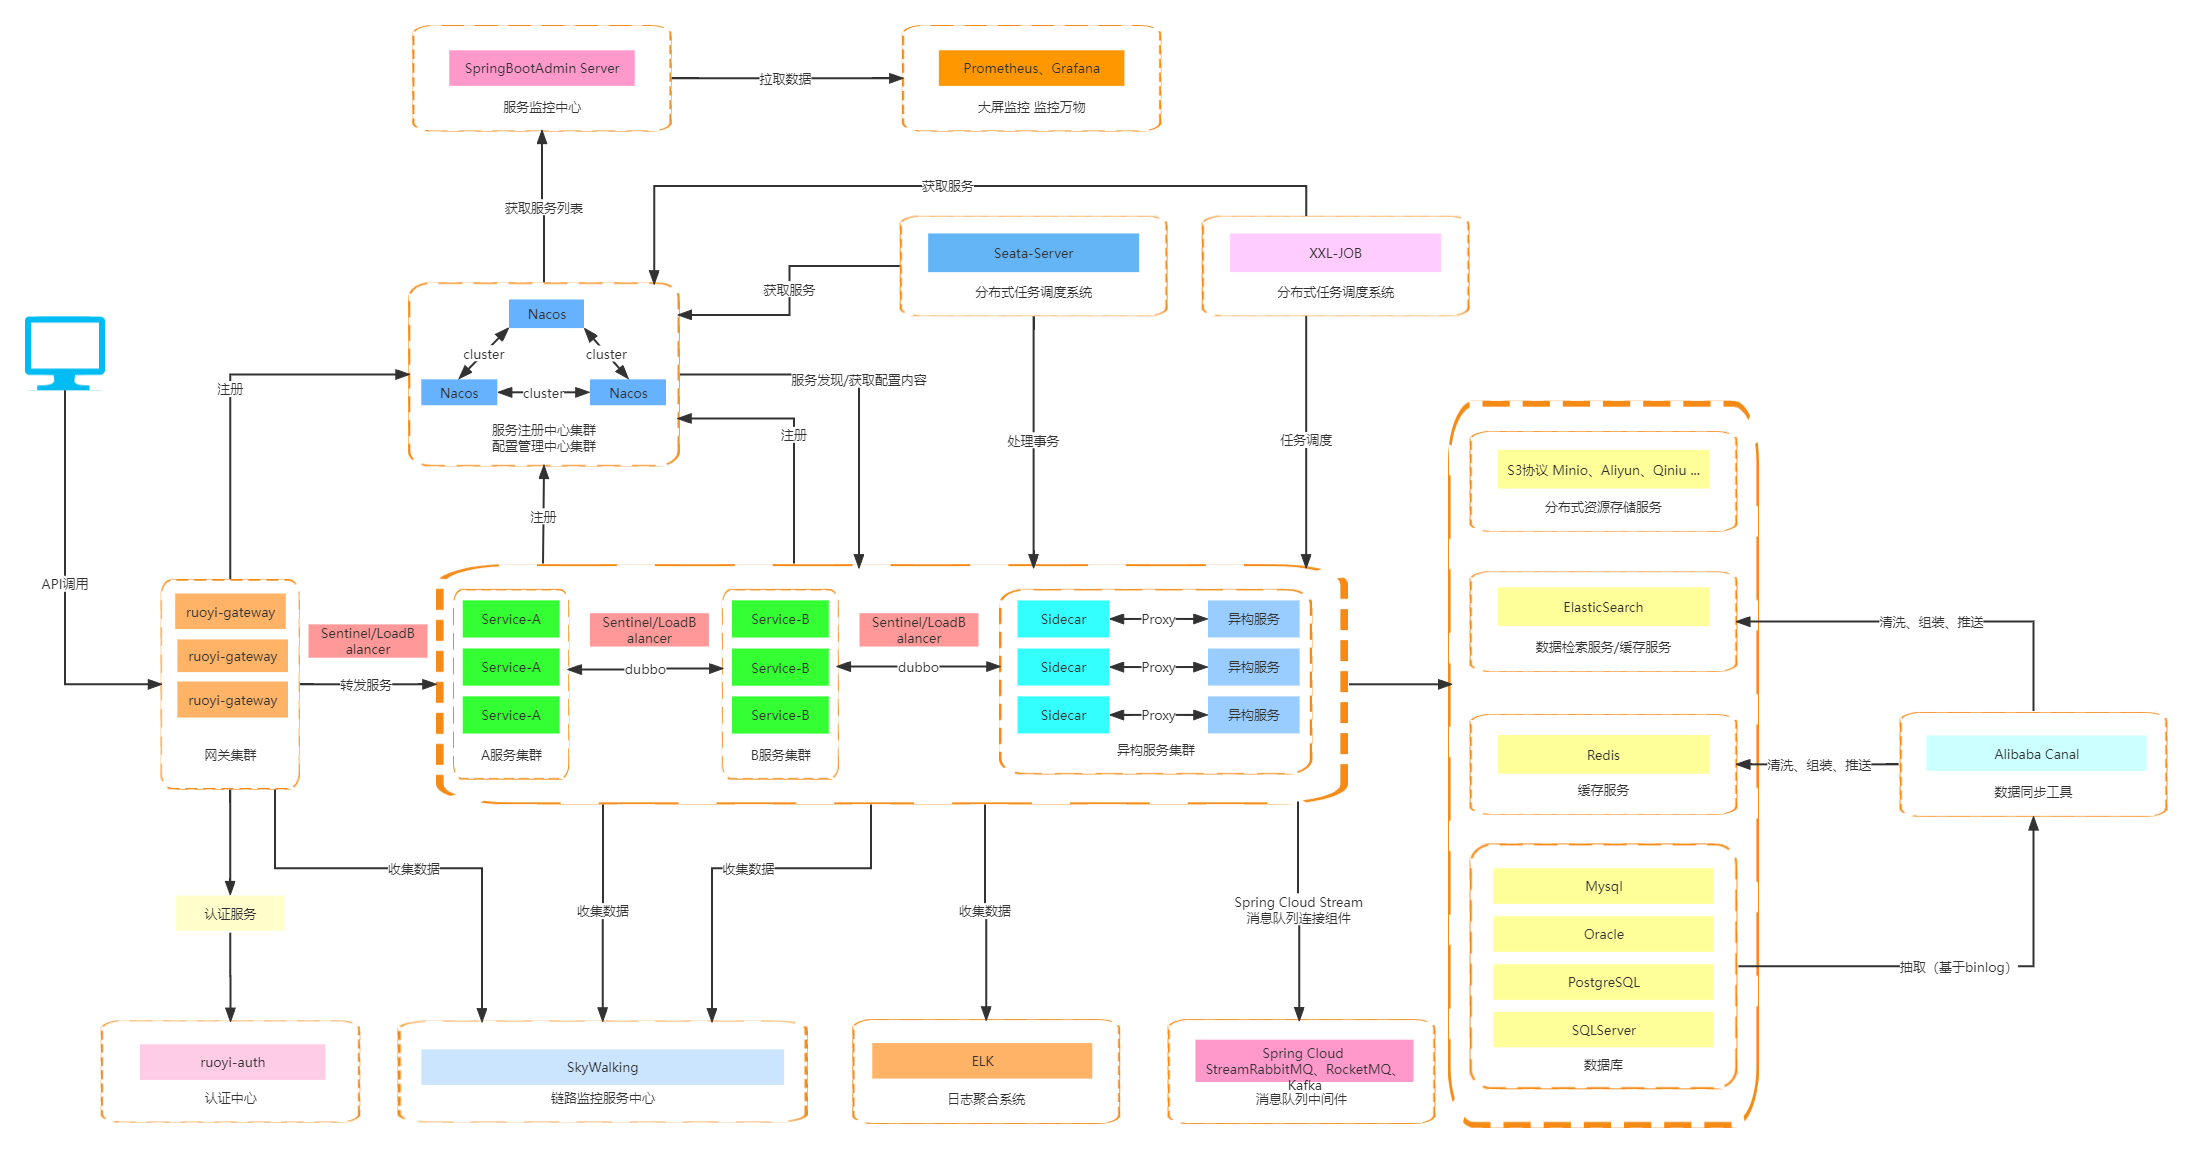 SpringBootAdmin Server
服务监控中心
拉取数据
Prometheus、Grafana
大屏监控 监控万物
获取服务列表
获取服务
Seata-Server
分布式任务调度系统
XXL-JOB
分布式任务调度系统
获取服务
Nacos
cluster
cluster
Nacos
cluster
Nacos
服务注册中心集群
配置管理中心集群
注册
服务发现/获取配置内容
注册
处理事务
任务调度
注册
API调用
ruoyi-gateway
ruoyi-gateway
ruoyi-gateway
网关集群
Sentinel/LoadB
alancer
转发服务
Service-A
Service-A
Service-A
A服务集群
Sentinel/LoadB
alancer
dubbo
Service-B
Service-B
Service-B
B服务集群
Sentinel/LoadB
alancer
dubbo
Sidecar
Proxy
异构服务
Sidecar
Proxy
异构服务
Sidecar
Proxy
异构服务
异构服务集群
S3协议 Minio、Aliyun、Qiniu ...
分布式资源存储服务
ElasticSearch
数据检索服务/缓存服务
清洗、组装、推送
Redis
缓存服务
清洗、组装、推送
Alibaba Canal
数据同步工具
Mysql
Oracle
PostgreSQL
SQLServer
数据库
抽取（基于binlog）
收集数据
收集数据
收集数据
收集数据
Spring Cloud Stream
消息队列连接组件
认证服务
ruoyi-auth
认证中心
SkyWalking
链路监控服务中心
ELK
日志聚合系统
Spring Cloud
StreamRabbitMQ、RocketMQ、
Kafka
消息队列中间件